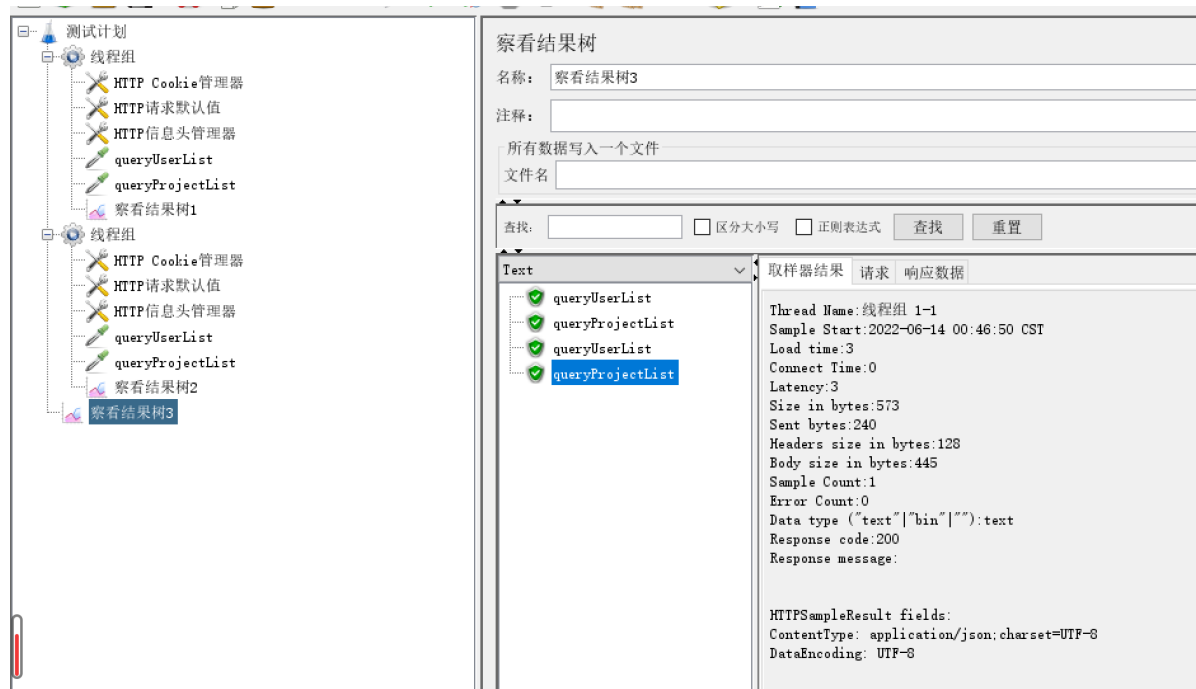 测试计划
线程组
HTTP Cookie管理器
HTTP请求默认值
HTTP信息头管理器
queryUserList
queryProjectList
察看结果树1
线程组
HTTP Cookie管理器
HTTP请求默认值
HTTP信息头管理器
queryUserList
queryProjectList
察看结果树2
察看结果树3
察看结果树
名称： 察看结果树3
注释：
所有数据写入一个文件
文件名
查找: 区分大小写 正则表达式 查找 重置
Text
queryUserList
queryProjectList
queryUserList
queryProjectList
取样器结果 请求 响应数据
Thread Name:线程组 1-1
Sample Start:2022-06-14 00:46:50 CST
Load time:3
Connect Time:0
Latency:3
Size in bytes:573
Sent bytes:240
Headers size in bytes:128
Body size in bytes:445
Sample Count:1
Error Count:0
Data type ("text"|"bin"|""):text
Response code:200
Response message:
HTTPSampleResult fields:
ContentType: application/json;charset=UTF-8
DataEncoding: UTF-8